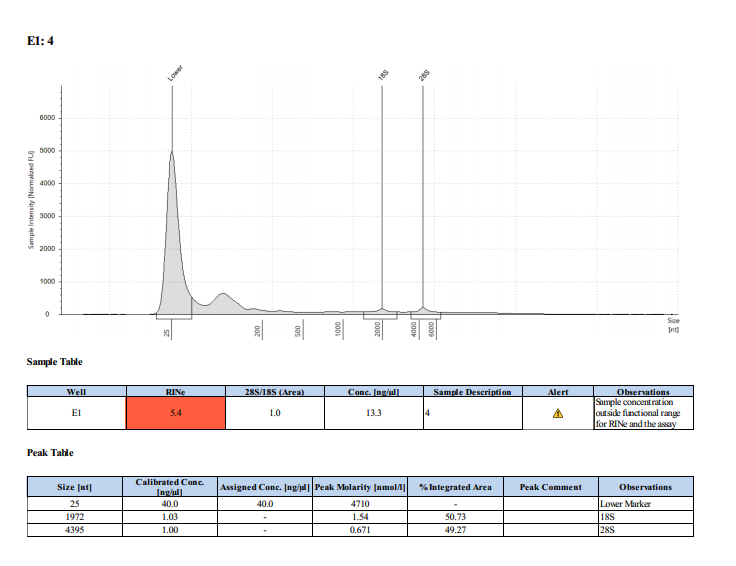 E1: 4
Lower
18S
28S
Sample Intensity [Normalized FU]
6000
5000
4000
3000
2000
1000
0
25
200
500
1000
2000
4000
6000
Size
[nt]
Sample Table
Well RINe 28S/18S (Area) Conc. [ng/µl] Sample Description Alert Observations
E1 5.4 1.0 13.3 4 Sample concentration
outside functional range
for RINe and the assay
Peak Table
Size [nt] Calibrated Conc. [ng/µl] Assigned Conc. [ng/µl] Peak Molarity [nmol/l] % Integrated Area Peak Comment Observations
25 40.0 40.0 4710 - Lower Marker
1972 1.03 - 1.54 50.73 18S
4395 1.00 - 0.671 49.27 28S